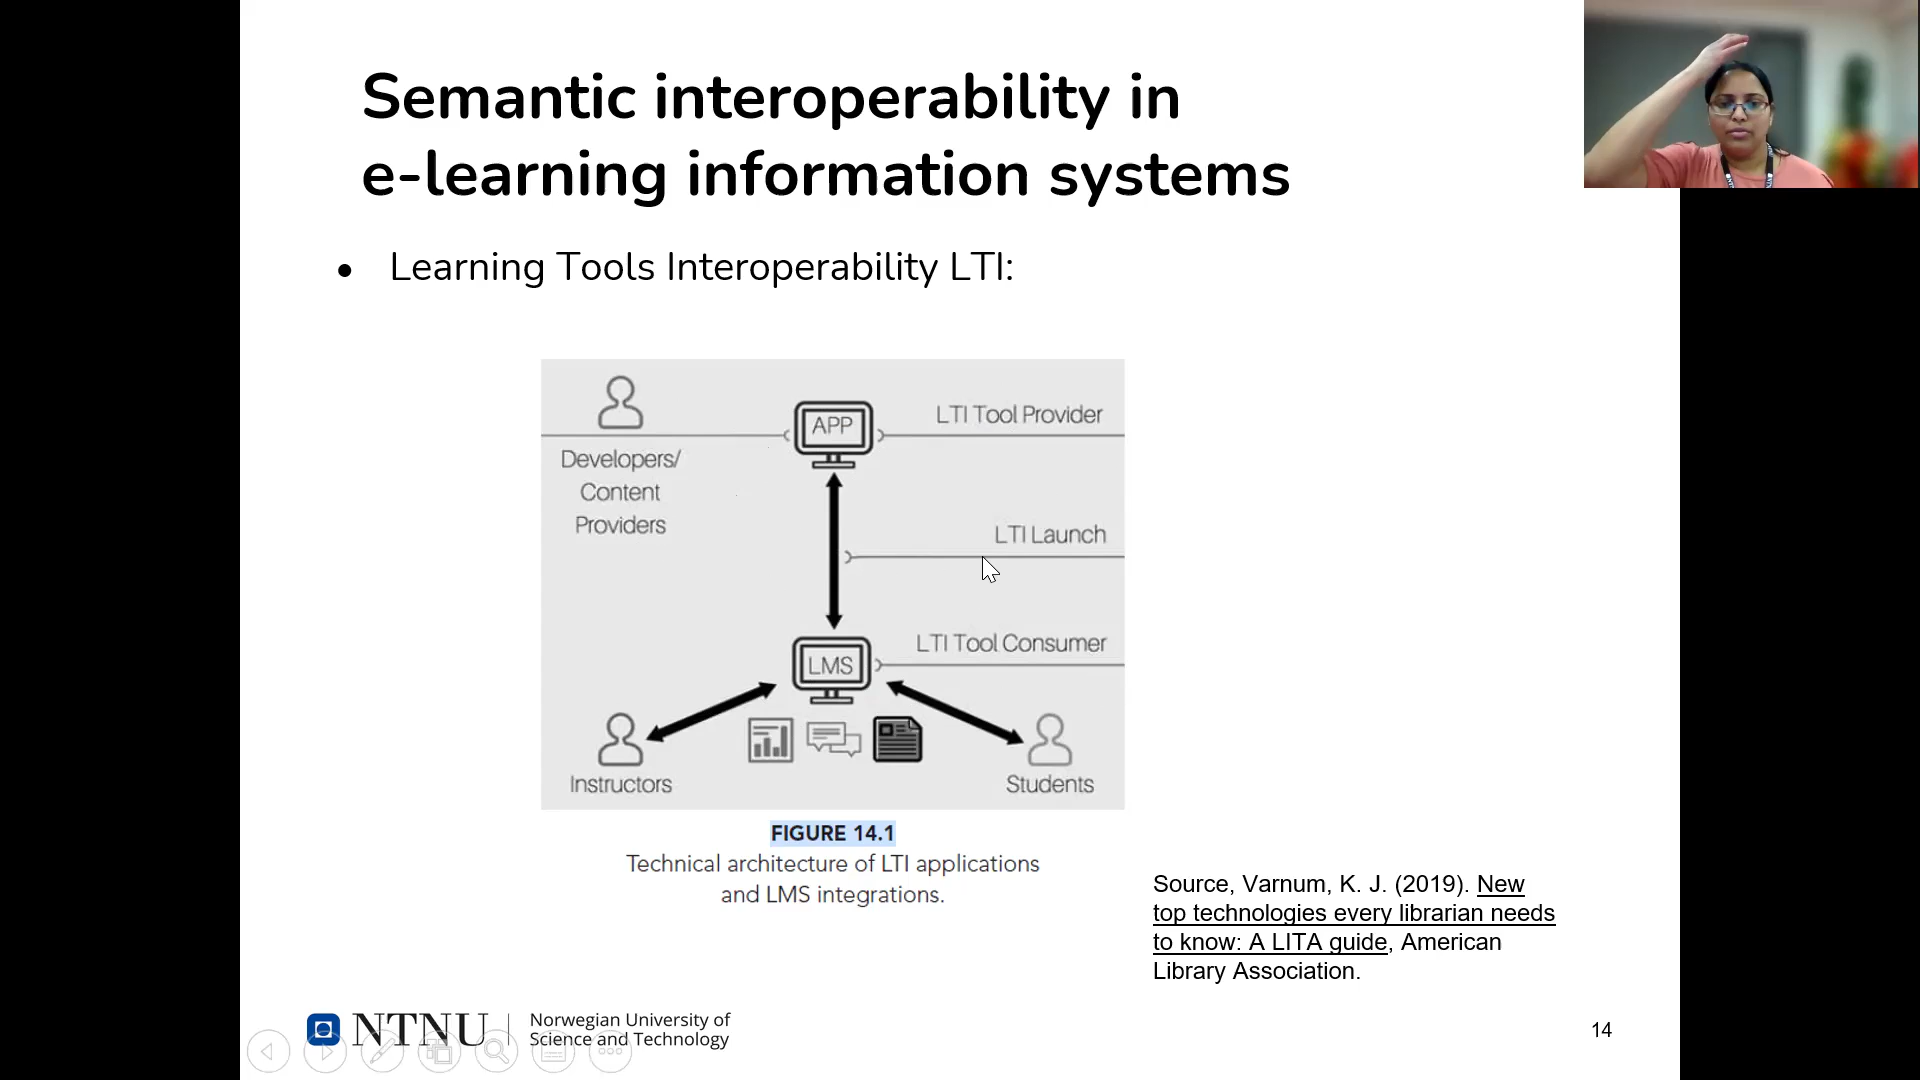 Semantic interoperability in
e-learning information systems
• Learning Tools Interoperability LTI:
APP
LTI Tool Provider
Developers/
Content
Providers
LTI Launch
LTI Tool Consumer
LMS
Instructors
Students
FIGURE 14.1
Technical architecture of LTI applications
and LMS integrations.
Source, Varnum, K. J. (2019). New
top technologies every librarian needs
to know: A LITA guide, American
Library Association.
NTNU
Norwegian University of
Science and Technology
14